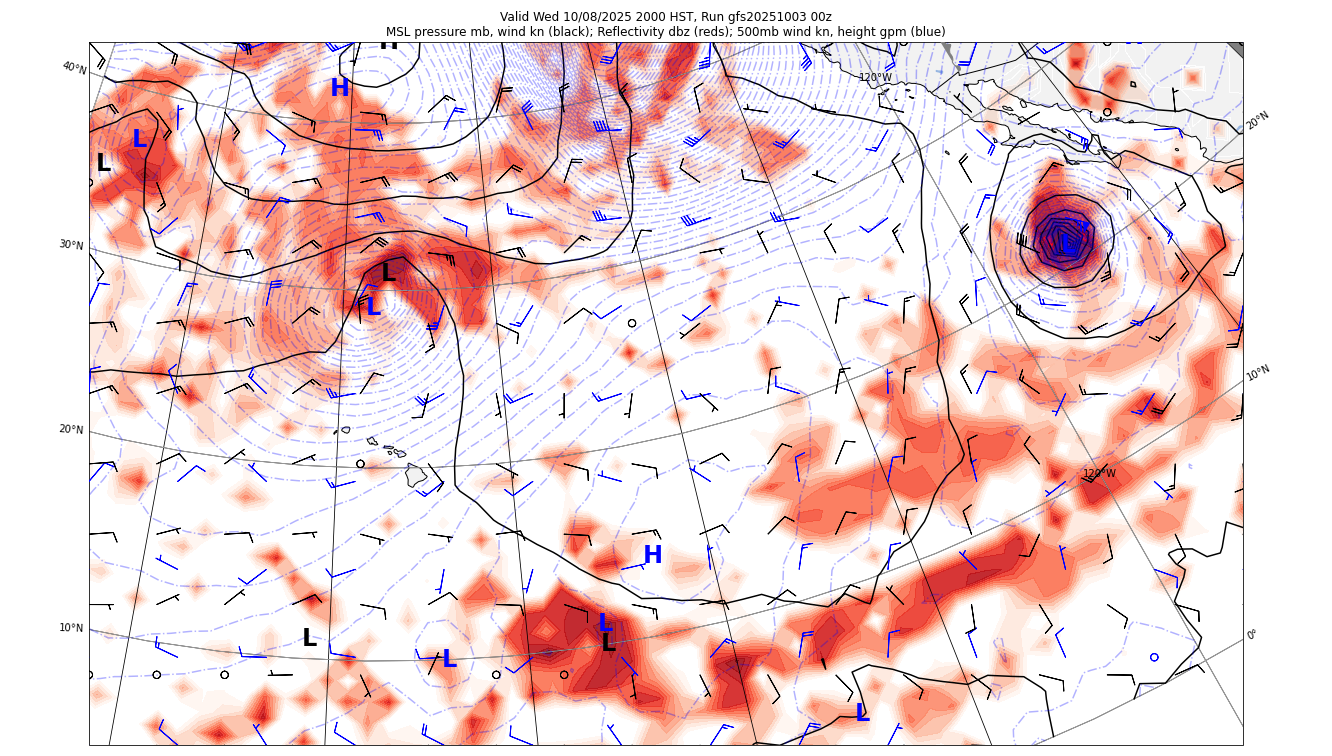 Valid Wed 10/08/2025 2000 HST, Run gfs20251003 00z
MSL pressure mb, wind kn (black); Reflectivity dbz (reds); 500mb wind kn, height gpm (blue)
H
40°N
120°W
H
20°N
L
L
30°N
L
L
L
10°N
20°N
120°W
H
10°N
L
L
L
0°
L
L